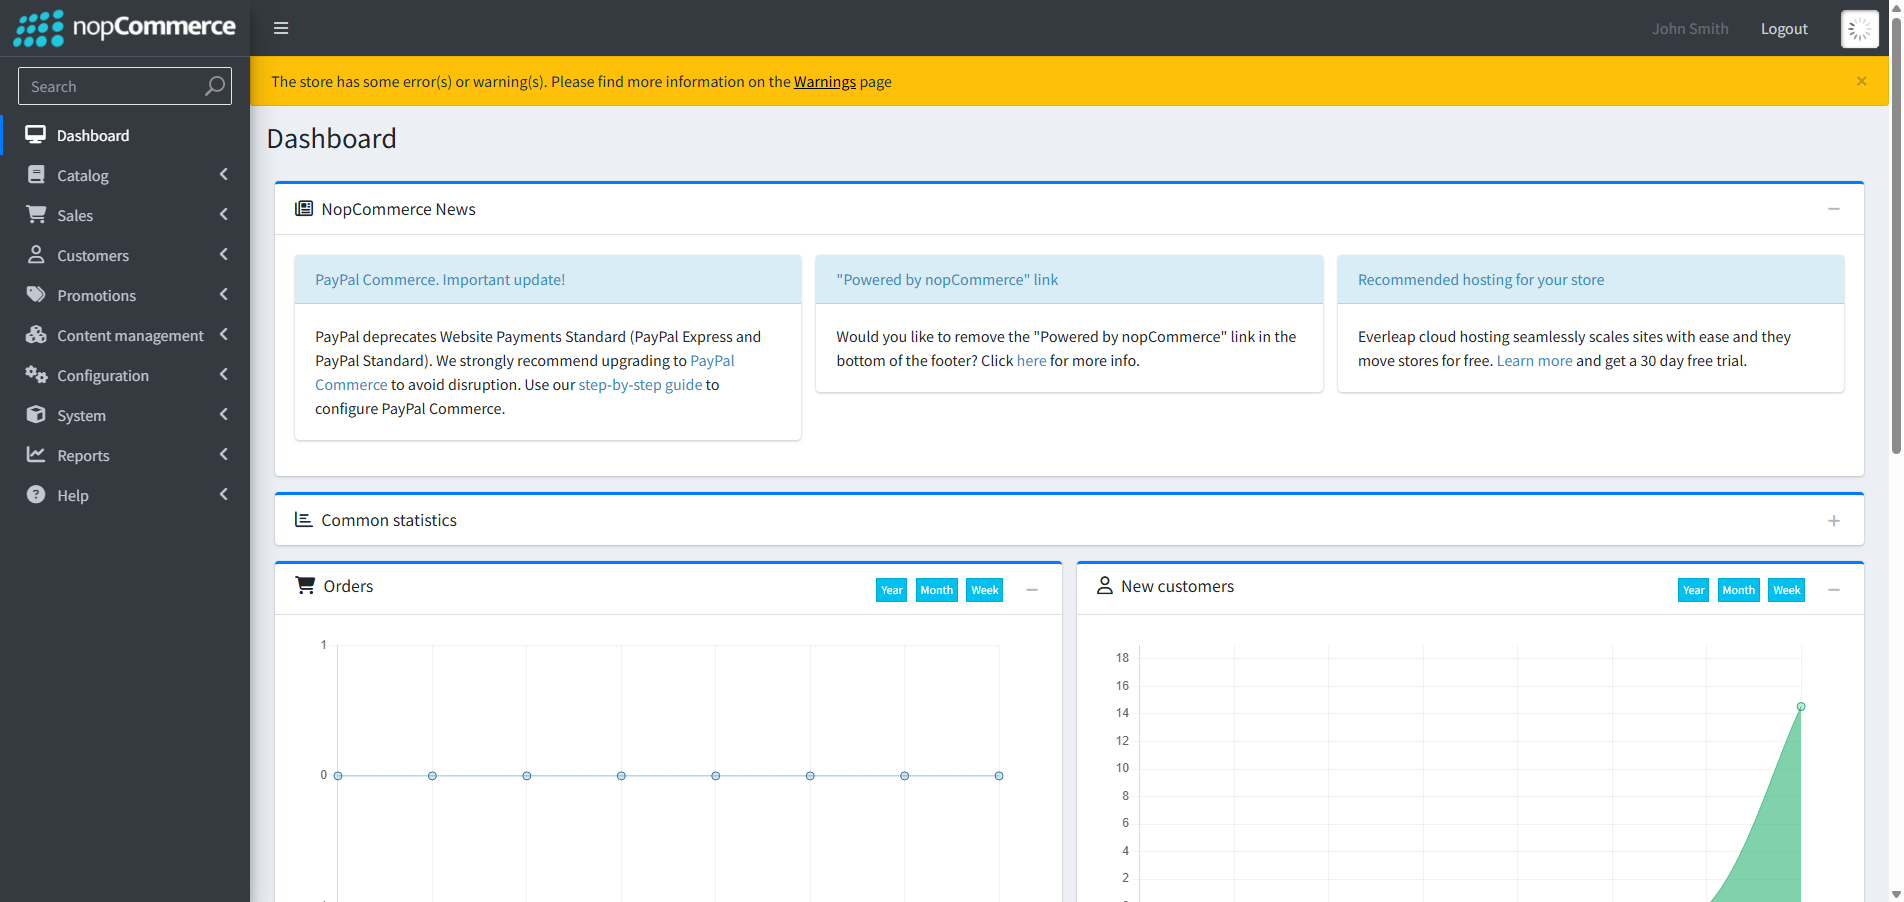 nopCommerce
John Smith
Logout
Search
The store has some error(s) or warning(s). Please find more information on the Warnings page
×
Dashboard
Catalog
Sales
Customers
Promotions
Content management
Configuration
System
Reports
Help
Dashboard
NopCommerce News
PayPal Commerce. Important update!
PayPal deprecates Website Payments Standard (PayPal Express and
PayPal Standard). We strongly recommend upgrading to PayPal
Commerce to avoid disruption. Use our step-by-step guide to
configure PayPal Commerce.
"Powered by nopCommerce" link
Would you like to remove the "Powered by nopCommerce" link in the
bottom of the footer? Click here for more info.
Recommended hosting for your store
Everleap cloud hosting seamlessly scales sites with ease and they
move stores for free. Learn more and get a 30 day free trial.
Common statistics
Orders
Year
Month
Week
1
0
New customers
Year
Month
Week
18
16
14
12
10
8
6
4
2